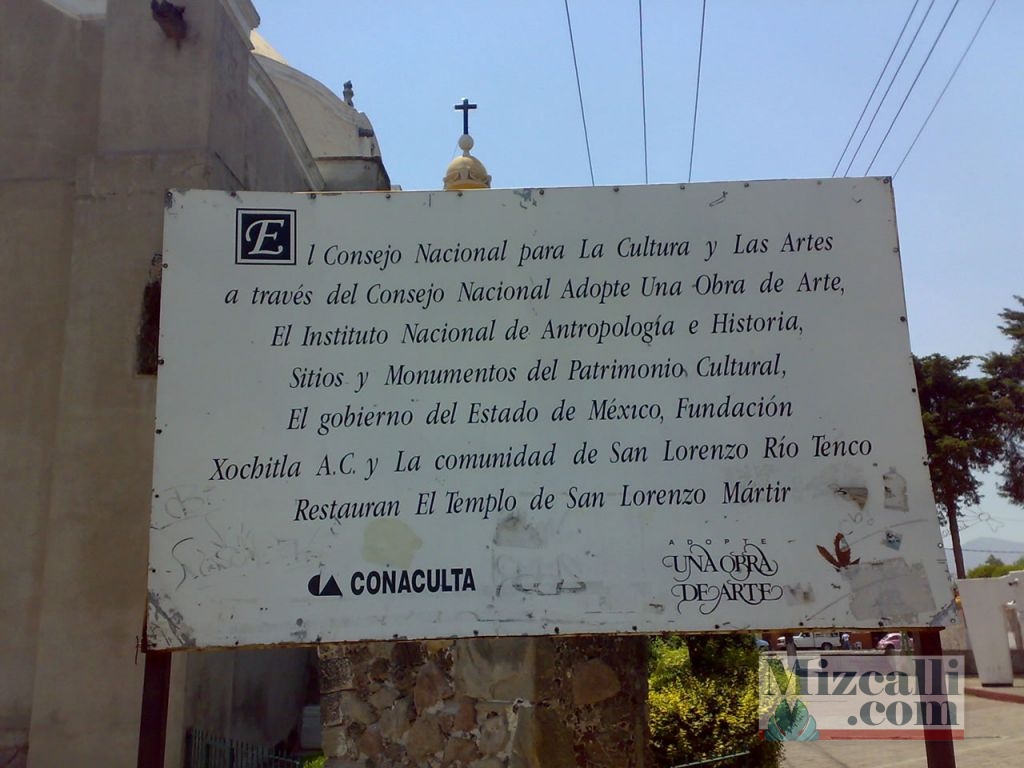 El Consejo Nacional para La Cultura y Las Artes
a través del Consejo Nacional Adopte Una Obra de Arte,
El Instituto Nacional de Antropología e Historia,
Sitios y Monumentos del Patrimonio Cultural,
El gobierno del Estado de México, Fundación
Xochitla A.C. y La comunidad de San Lorenzo Río Tenco
Restauran El Templo de San Lorenzo Mártir
CONACULTA
ADOPTE
UNA OBRA
DE ARTE
Mizcalli
.com